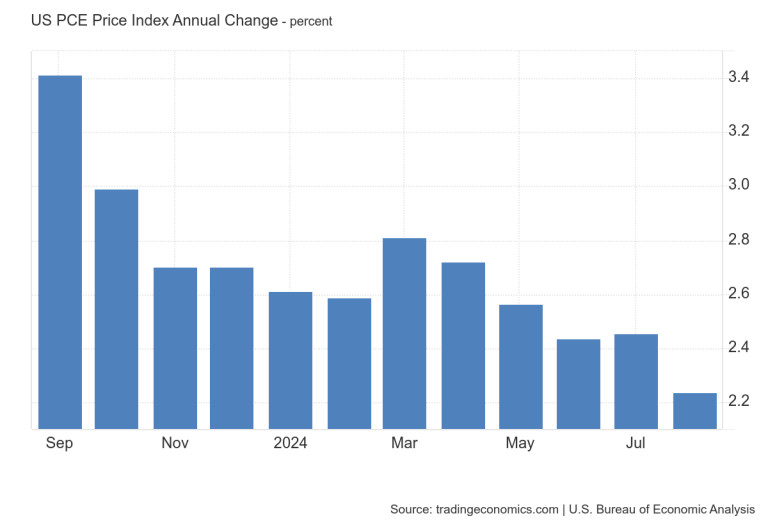 US PCE Price Index Annual Change - percent
3.4
3.2
3.0
2.8
2.6
2.4
2.2
Sep Nov 2024 Mar May Jul
Source: tradingeconomics.com | U.S. Bureau of Economic Analysis